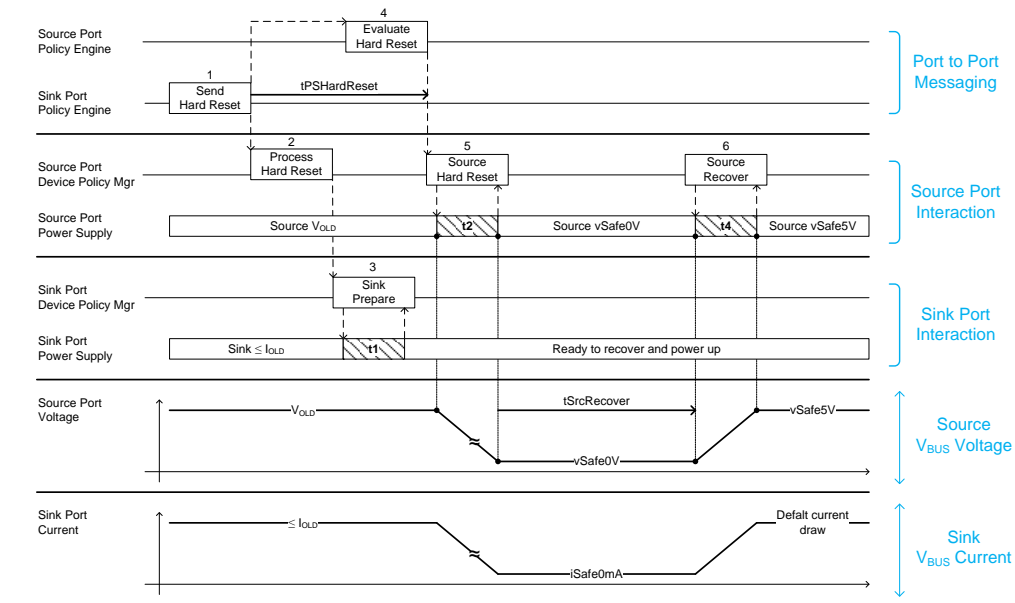 4
Source Port
Policy Engine
Evaluate
Hard Reset
Port to Port
Messaging
1
Sink Port
Policy Engine
Send
Hard Reset
tPSHardReset
2
5
6
Source Port
Device Policy Mgr
Process
Hard Reset
Source
Hard Reset
Source
Recover
Source Port
Interaction
Source Port
Power Supply
Source VOLD
t2
Source vSafe0V
t4
Source vSafe5V
3
Sink Port
Device Policy Mgr
Sink
Prepare
Sink Port
Interaction
Sink Port
Power Supply
Sink ≤ IOLD
t1
Ready to recover and power up
Source Port
Voltage
VOLD
tSrcRecover
vSafe5V
≈
vSafe0V
Source
VBUS Voltage
Sink Port
Current
≤ IOLD
Defalt current
draw
≈
iSafe0mA
Sink
VBUS Current